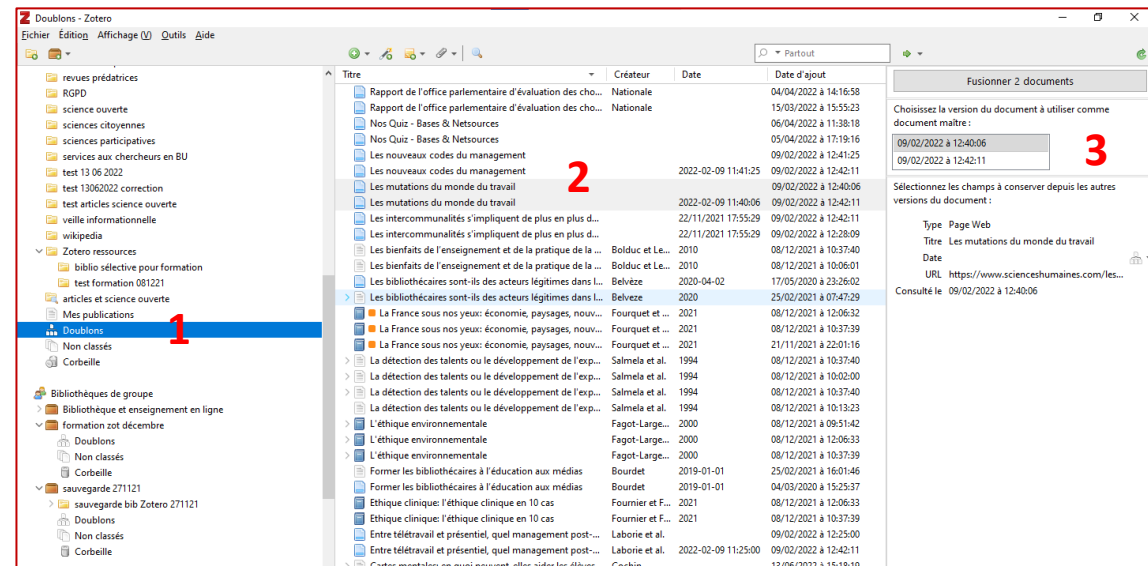 Doublons - Zotero
Fichier Édition Affichage (V) Outils Aide
Partout
revues prédatrices
RGPD
science ouverte
sciences citoyennes
sciences participatives
services aux chercheurs en BU
test 13 06 2022
test 13062022 correction
test articles science ouverte
veille informationnelle
wikipedia
Zotero ressources
biblio sélective pour formation
test formation 081221
articles et science ouverte
Mes publications
Doublons
1
Non classés
Corbeille
Bibliothèques de groupe
Bibliothèque et enseignement en ligne
formation zot décembre
Doublons
Non classés
Corbeille
sauvegarde 271121
sauvegarde bib Zotero 271121
Doublons
Non classés
Corbeille
Titre Créateur Date Date d'ajout
Rapport de l'office parlementaire d'évaluation des cho... Nationale 04/04/2022 à 14:16:58
Rapport de l'office parlementaire d'évaluation des cho... Nationale 15/03/2022 à 15:55:23
Nos Quiz - Bases & Netsources 06/04/2022 à 11:38:18
Nos Quiz - Bases & Netsources 05/04/2022 à 17:19:16
Les nouveaux codes du management 09/02/2022 à 12:41:25
Les nouveaux codes du management 2022-02-09 11:41:25 09/02/2022 à 12:42:11
2
Les mutations du monde du travail 09/02/2022 à 12:40:06
Les mutations du monde du travail 2022-02-09 11:40:06 09/02/2022 à 12:42:11
Les intercommunalités s'impliquent de plus en plus d... 22/11/2021 17:55:29 09/02/2022 à 12:42:11
Les intercommunalités s'impliquent de plus en plus d... 22/11/2021 17:55:29 09/02/2022 à 12:28:09
Les bienfaits de l'enseignement et de la pratique de la ... Bolduc et Le... 2010 08/12/2021 à 10:37:40
Les bienfaits de l'enseignement et de la pratique de la ... Bolduc et Le... 2010 08/12/2021 à 10:06:01
Les bibliothécaires sont-ils des acteurs légitimes dans l... Belvèze 2020-04-02 17/05/2020 à 23:26:02
Les bibliothécaires sont-ils des acteurs légitimes dans l... Belveze 2020 25/02/2021 à 07:47:29
La France sous nos yeux: économie, paysages, nouv... Fourquet et ... 2021 08/12/2021 à 12:06:32
La France sous nos yeux: économie, paysages, nouv... Fourquet et ... 2021 08/12/2021 à 10:37:39
La France sous nos yeux: économie, paysages, nouv... Fourquet et ... 2021 21/11/2021 à 22:01:16
La détection des talents ou le développement de l'exp... Salmela et al. 1994 08/12/2021 à 10:37:40
La détection des talents ou le développement de l'exp... Salmela et al. 1994 08/12/2021 à 10:02:00
La détection des talents ou le développement de l'exp... Salmela et al. 1994 08/12/2021 à 10:37:40
La détection des talents ou le développement de l'exp... Salmela et al. 1994 08/12/2021 à 10:13:23
L'éthique environnementale Fagot-Large... 2000 08/12/2021 à 09:51:42
L'éthique environnementale Fagot-Large... 2000 08/12/2021 à 12:06:33
L'éthique environnementale Fagot-Large... 2000 08/12/2021 à 10:37:39
Former les bibliothécaires à l'éducation aux médias Bourdet 2019-01-01 25/02/2021 à 16:01:46
Former les bibliothécaires à l'éducation aux médias Bourdet 2019-01-01 04/03/2020 à 15:25:37
Ethique clinique: l'éthique clinique en 10 cas Fournier et F... 2021 08/12/2021 à 12:06:33
Ethique clinique: l'éthique clinique en 10 cas Fournier et F... 2021 08/12/2021 à 10:37:39
Entre télétravail et présentiel, quel management post-... Laborie et al. 09/02/2022 à 12:25:00
Entre télétravail et présentiel, quel management post-... Laborie et al. 2022-02-09 11:25:00 09/02/2022 à 12:42:11
Fusionner 2 documents
Choisissez la version du document à utiliser comme
document maître :
09/02/2022 à 12:40:06
09/02/2022 à 12:42:11
3
Sélectionnez les champs à conserver depuis les autres
versions du document :
Type Page Web
Titre Les mutations du monde du travail
Date
URL https://www.scienceshumaines.com/les...
Consulté le 09/02/2022 à 12:40:06